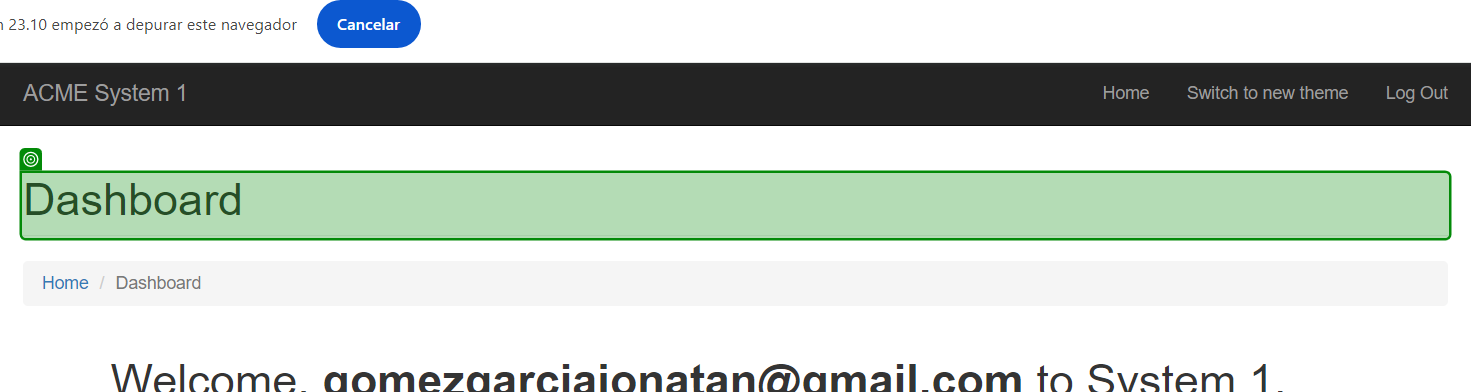 23.10 empezó a depurar este navegador Cancelar
ACME System 1 Home Switch to new theme Log Out
Dashboard
Home / Dashboard
Welcome, gomezgarciajonatan@gmail.com to System 1.